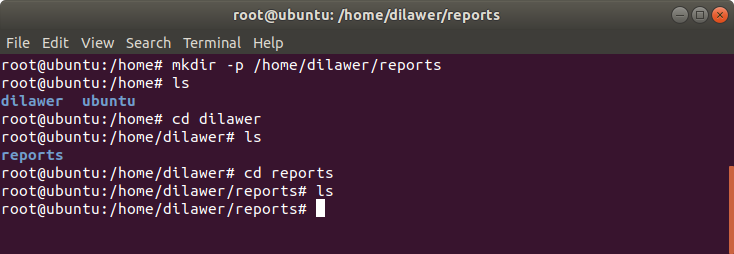 root@ubuntu: /home/dilawer/reports
File Edit View Search Terminal Help
root@ubuntu:/home# mkdir -p /home/dilawer/reports
root@ubuntu:/home# ls
dilawer  ubuntu
root@ubuntu:/home# cd dilawer
root@ubuntu:/home/dilawer# ls
reports
root@ubuntu:/home/dilawer# cd reports
root@ubuntu:/home/dilawer/reports# ls
root@ubuntu:/home/dilawer/reports#